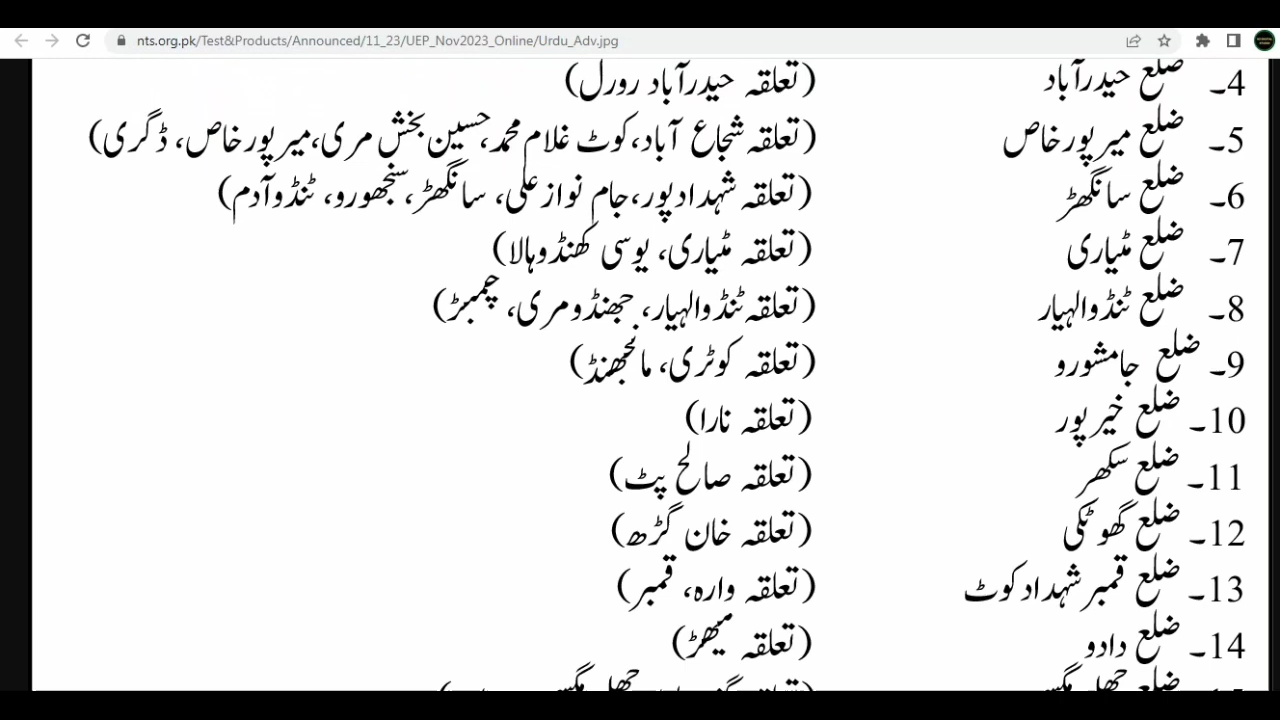 nts.org.pk/Test&Products/Announced/11_23/UEP_Nov2023_Online/Urdu_Adv.jpg
4۔ ضلع حیدرآباد (تعلقہ حیدرآباد رورل)
5۔ ضلع میرپورخاص (تعلقہ شجاع آباد، کوٹ غلام محمد، حسین بخش مری، میرپورخاص، ڈگری)
6۔ ضلع سانگھڑ (تعلقہ شہدادپور، جام نوازعلی، سانگھڑ، سنجھورو، ٹنڈوآدم)
7۔ ضلع مٹیاری (تعلقہ مٹیاری، یوسی کھنڈوہالا)
8۔ ضلع ٹنڈوالہیار (تعلقہ ٹنڈوالہیار، جھنڈومری، چمبڑ)
9۔ ضلع جامشورو (تعلقہ کوٹری، مانجھنڈ)
10۔ ضلع خیرپور (تعلقہ نارا)
11۔ ضلع سکھر (تعلقہ صالح پٹ)
12۔ ضلع گھوٹکی (تعلقہ خان گڑھ)
13۔ ضلع قمبر شہدادکوٹ (تعلقہ وارہ، قمبر)
14۔ ضلع دادو (تعلقہ میھڑ)